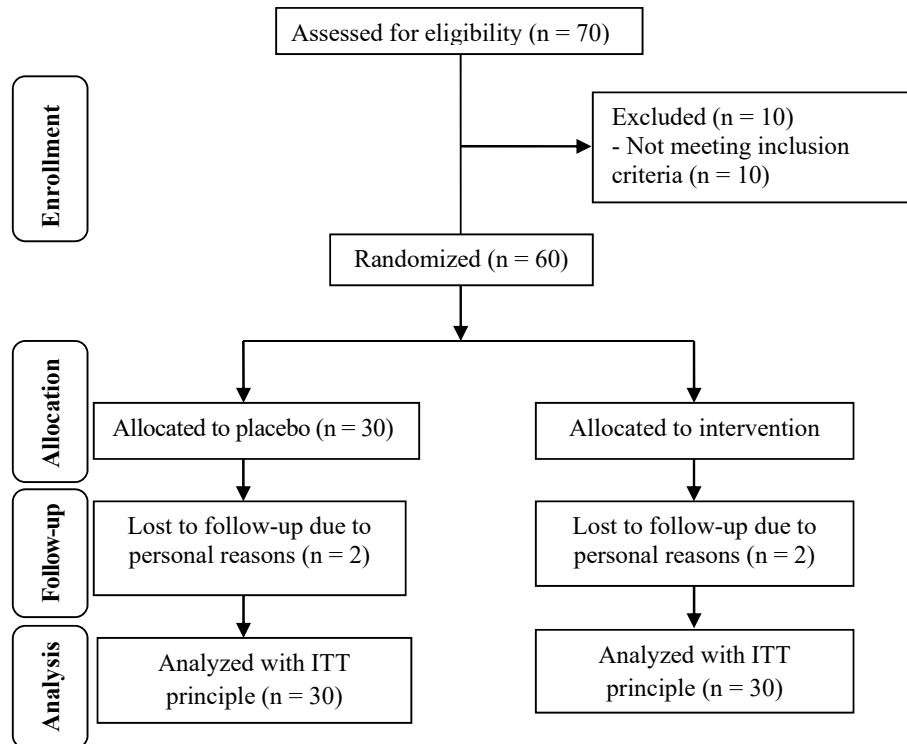 Assessed for eligibility (n = 70)
Enrollment
Excluded (n = 10)
- Not meeting inclusion
criteria (n = 10)
Randomized (n = 60)
Allocation
Allocated to placebo (n = 30)
Allocated to intervention
Follow-up
Lost to follow-up due to
personal reasons (n = 2)
Lost to follow-up due to
personal reasons (n = 2)
Analysis
Analyzed with ITT
principle (n = 30)
Analyzed with ITT
principle (n = 30)